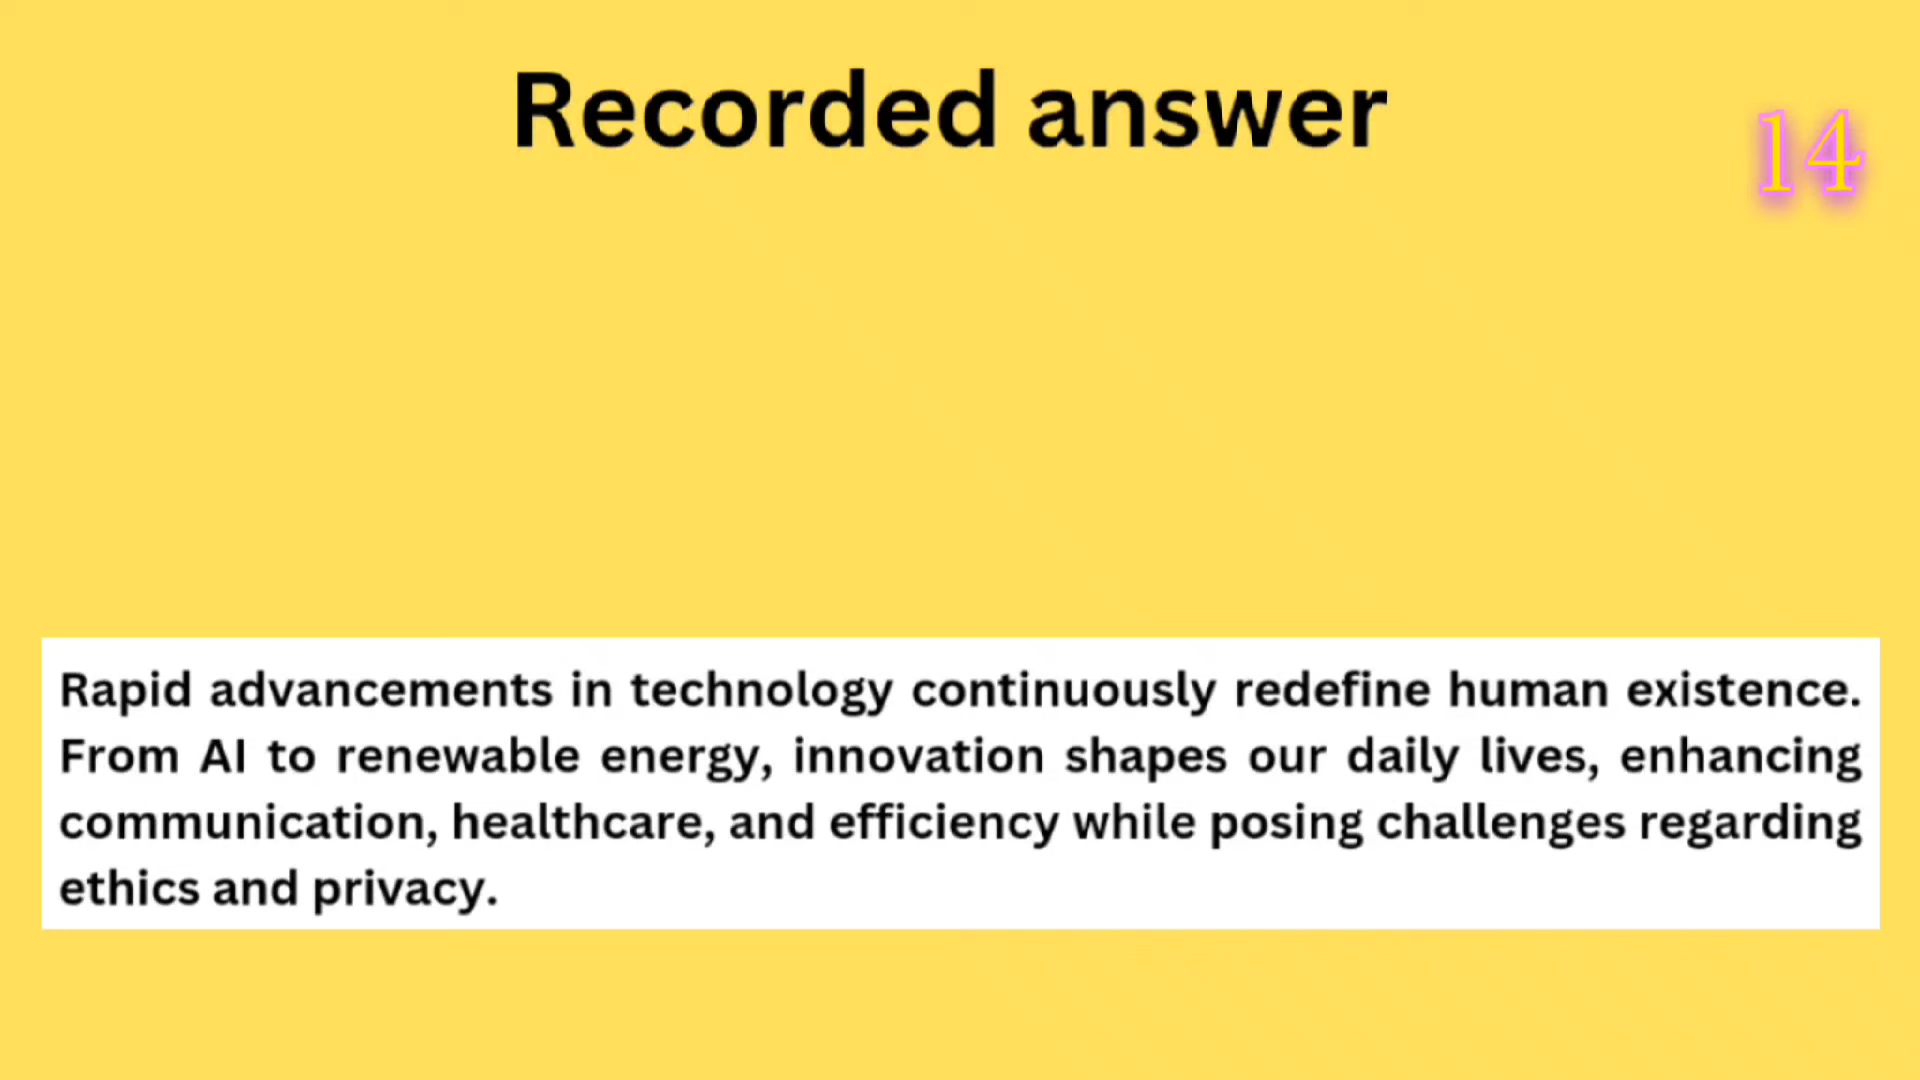 Recorded answer
14
Rapid advancements in technology continuously redefine human existence.
From AI to renewable energy, innovation shapes our daily lives, enhancing
communication, healthcare, and efficiency while posing challenges regarding
ethics and privacy.